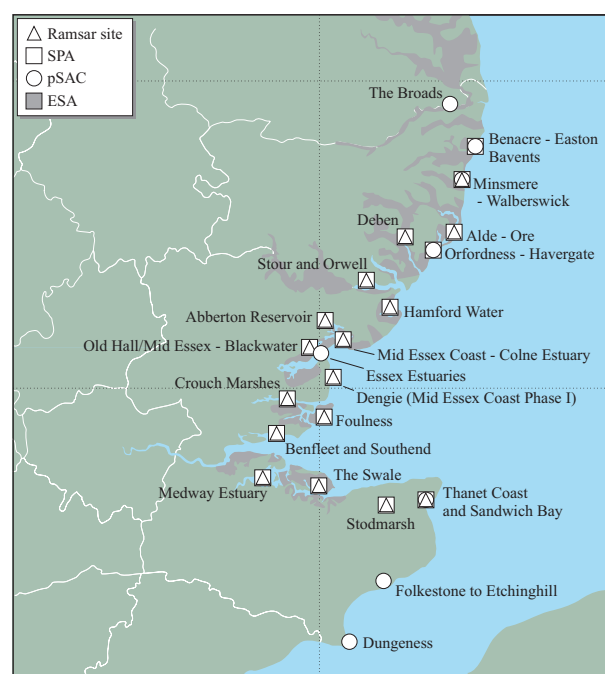 Ramsar site
SPA
pSAC
ESA
The Broads
Benacre - Easton
Bavents
Minsmere
- Walberswick
Deben
Alde - Ore
Orfordness - Havergate
Stour and Orwell
Hamford Water
Abberton Reservoir
Old Hall/Mid Essex - Blackwater
Mid Essex Coast - Colne Estuary
Essex Estuaries
Crouch Marshes
Dengie (Mid Essex Coast Phase I)
Foulness
Benfleet and Southend
The Swale
Medway Estuary
Thanet Coast
and Sandwich Bay
Stodmarsh
Folkestone to Etchinghill
Dungeness